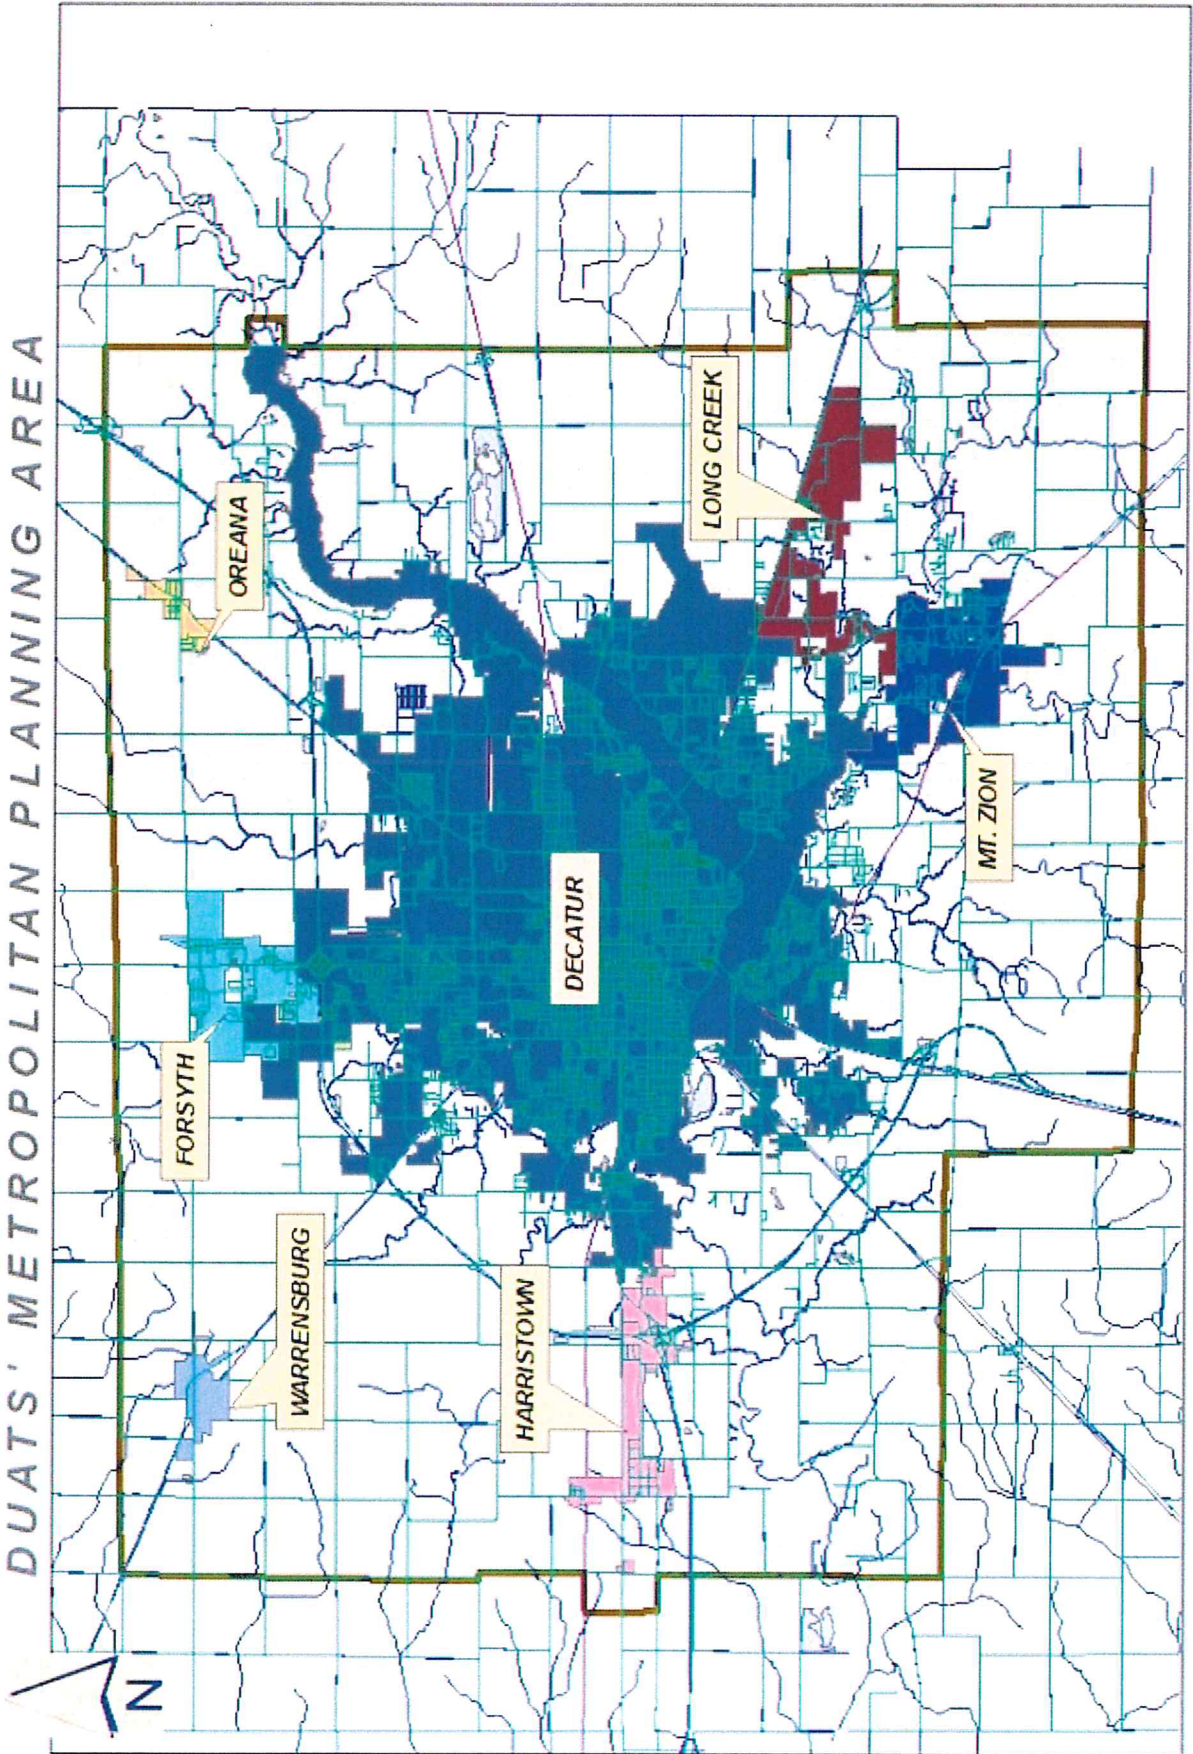 DUATS' METROPOLITAN PLANNING AREA
N
WARRENSBURG
FORSYTH
OREANA
HARRISTOWN
DECATUR
LONG CREEK
MT. ZION